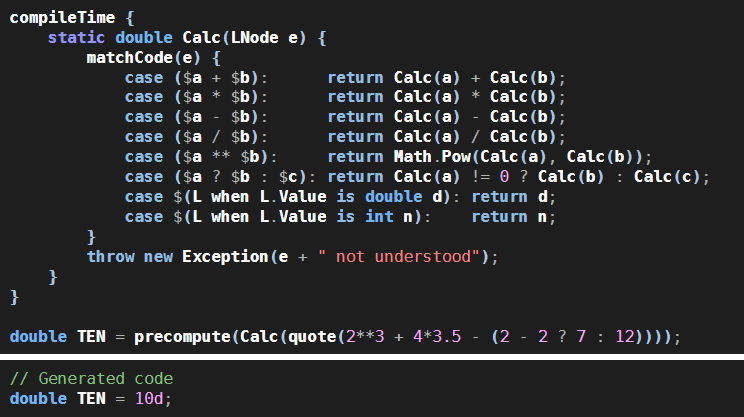 compileTime {
    static double Calc(LNode e) {
        matchCode(e) {
            case ($a + $b):      return Calc(a) + Calc(b);
            case ($a * $b):      return Calc(a) * Calc(b);
            case ($a - $b):      return Calc(a) - Calc(b);
            case ($a / $b):      return Calc(a) / Calc(b);
            case ($a ** $b):     return Math.Pow(Calc(a), Calc(b));
            case ($a ? $b : $c): return Calc(a) != 0 ? Calc(b) : Calc(c);
            case $(L when L.Value is double d): return d;
            case $(L when L.Value is int n):    return n;
        }
        throw new Exception(e + " not understood");
    }
}
double TEN = precompute(Calc(quote(2**3 + 4*3.5 - (2 - 2 ? 7 : 12))));
// Generated code
double TEN = 10d;